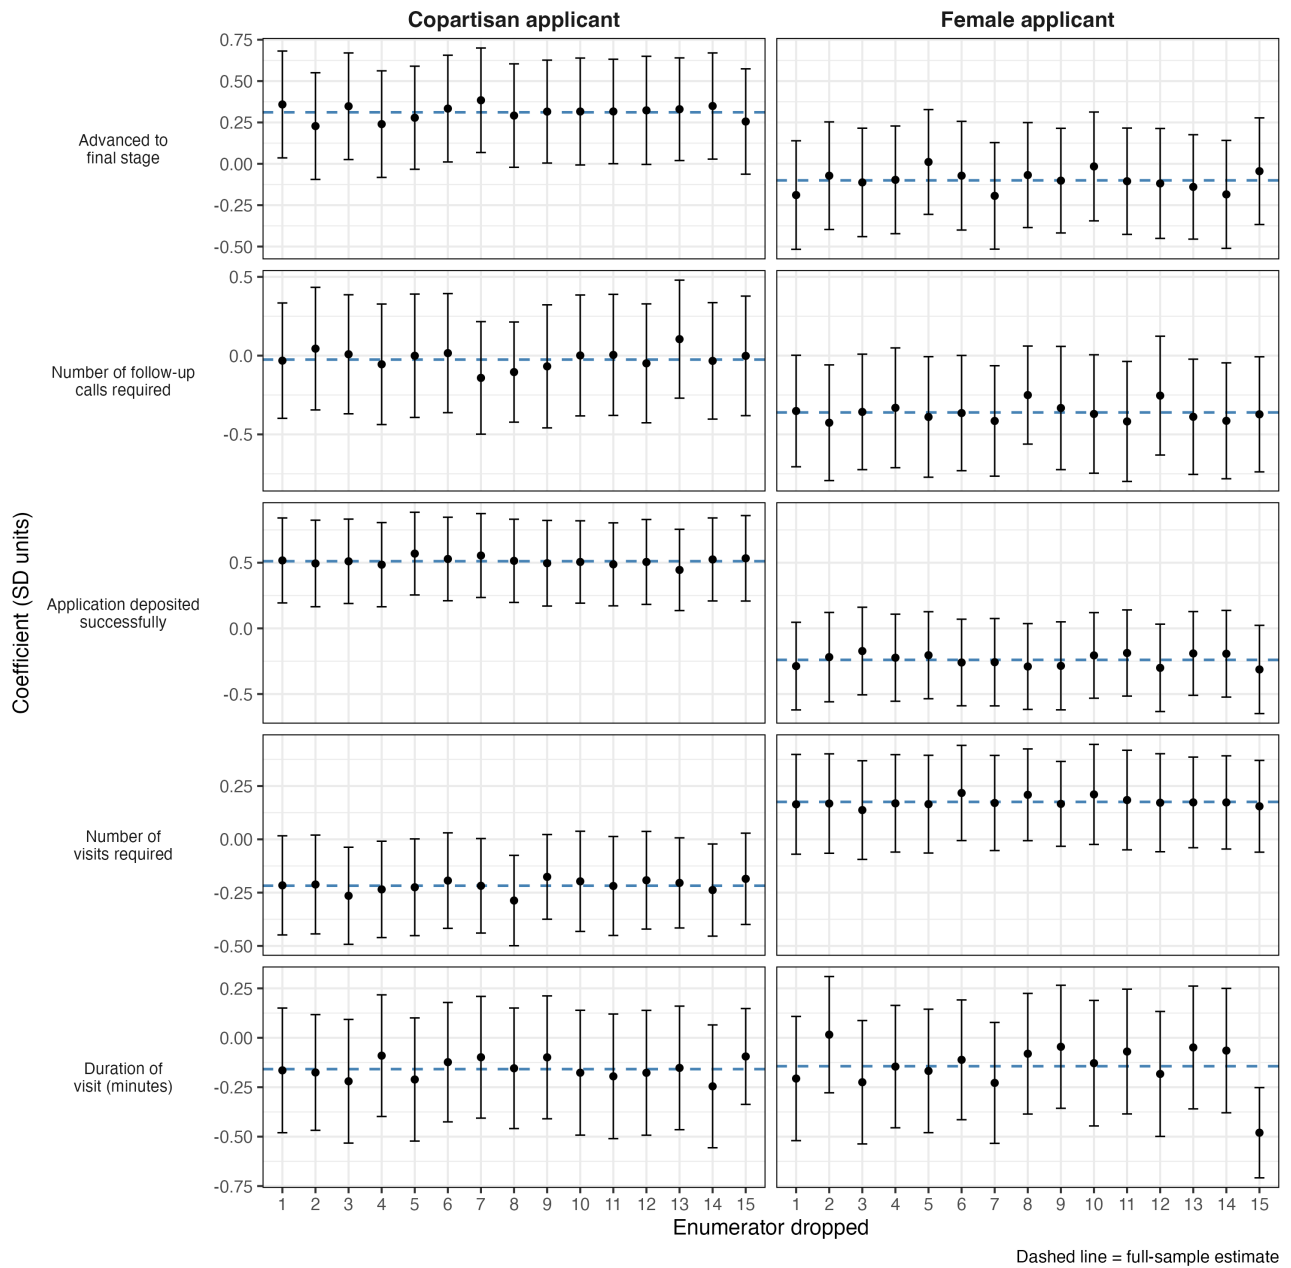 Copartisan applicant
Female applicant
Advanced to
final stage
0.75
0.50
0.25
0.00
-0.25
-0.50
Number of follow-up
calls required
0.5
0.0
-0.5
Coefficient (SD units)
Application deposited
successfully
0.5
0.0
-0.5
Number of
visits required
0.25
0.00
-0.25
-0.50
Duration of
visit (minutes)
0.25
0.00
-0.25
-0.50
-0.75
1 2 3 4 5 6 7 8 9 10 11 12 13 14 15
1 2 3 4 5 6 7 8 9 10 11 12 13 14 15
Enumerator dropped
Dashed line = full-sample estimate